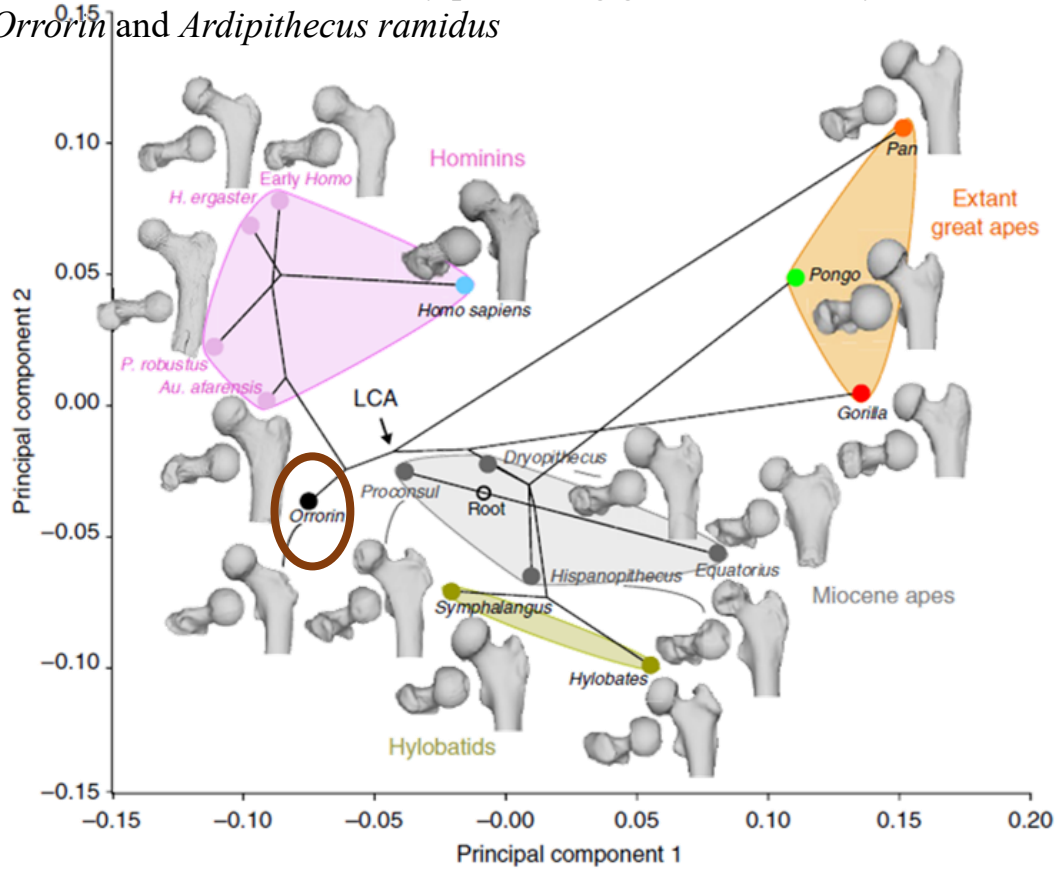 Orrorin and Ardipithecus ramidus
0.15
0.10
0.05
0.00
−0.05
−0.10
−0.15
Principal component 2
Hominins
Early Homo
H. ergaster
Homo sapiens
P. robustus
Au. afarensis
Pan
Extant
great apes
Pongo
Gorilla
LCA
Dryopithecus
Proconsul
Root
Orrorin
Equatorius
Hispanopithecus
Miocene apes
Symphalangus
Hylobates
Hylobatids
−0.15
−0.10
−0.05
−0.00
0.05
0.10
0.15
0.20
Principal component 1